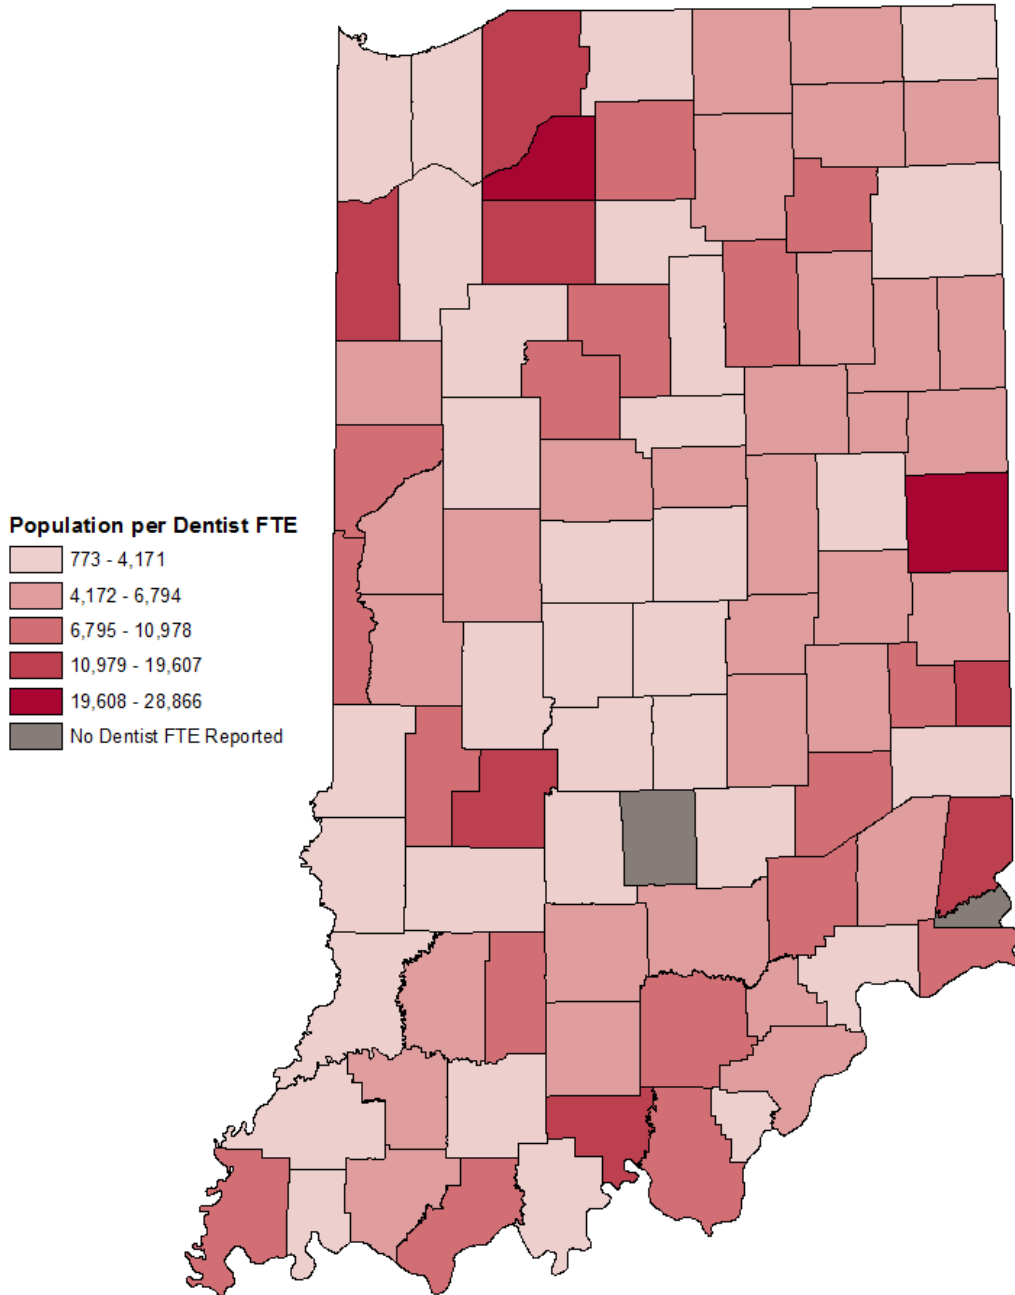 Population per Dentist FTE
773 - 4,171
4,172 - 6,794
6,795 - 10,978
10,979 - 19,607
19,608 - 28,866
No Dentist FTE Reported